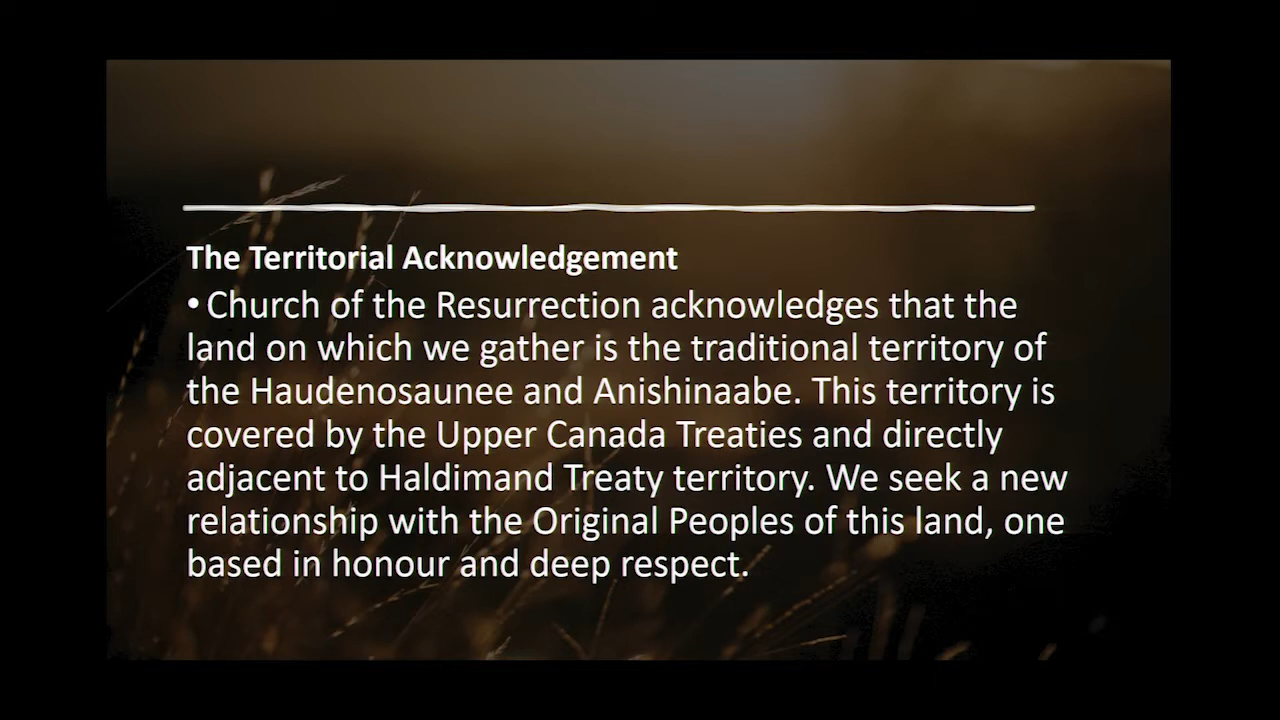 The Territorial Acknowledgement
• Church of the Resurrection acknowledges that the
land on which we gather is the traditional territory of
the Haudenosaunee and Anishinaabe. This territory is
covered by the Upper Canada Treaties and directly
adjacent to Haldimand Treaty territory. We seek a new
relationship with the Original Peoples of this land, one
based in honour and deep respect.